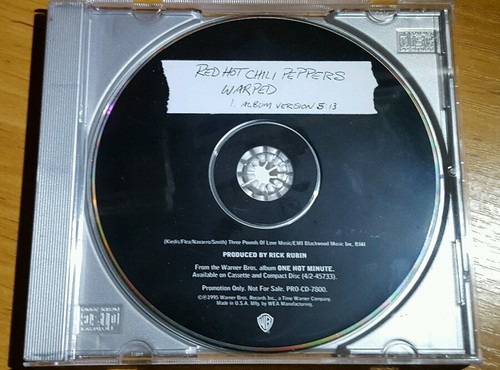 RED HOT CHILI PEPPERS
WARPED
1. ALBUM VERSION 5:13
(Kiedis/Flea/Navarro/Smith) Three Pounds Of Love Music/EMI Blackwood Music Inc. BMI
PRODUCED BY RICK RUBIN
From the Warner Bros. album ONE HOT MINUTE.
Available on Cassette and Compact Disc (4/2-45733).
Promotion Only. Not For Sale. PRO-CD-7800.
©℗1995 Warner Bros. Records Inc., a Time Warner Company.
Made in U.S.A. Mfg. by WEA Manufacturing.